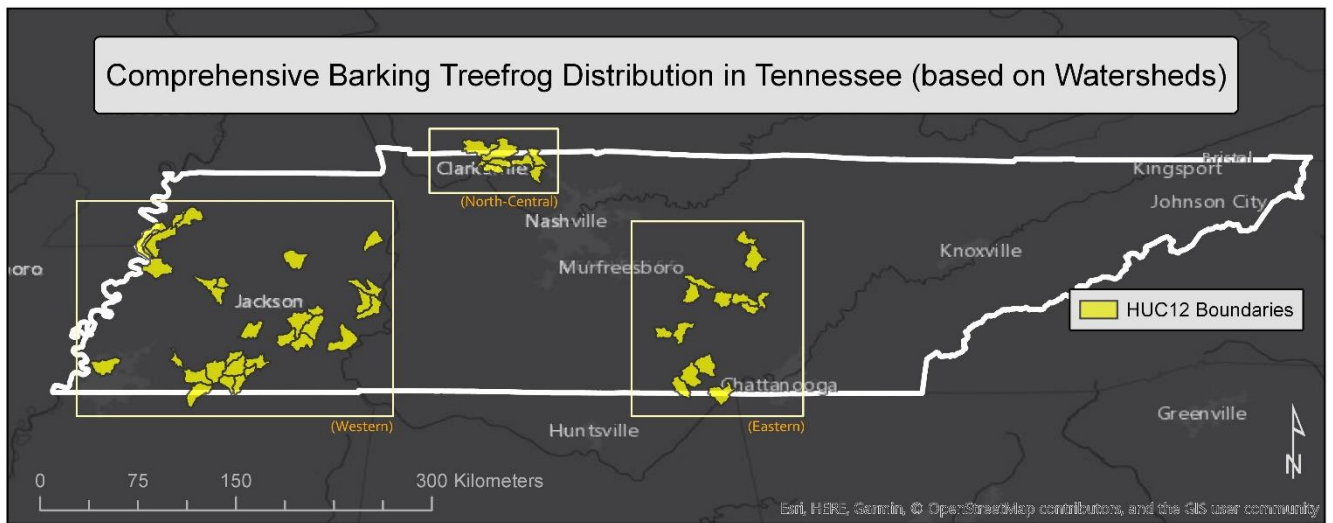 Comprehensive Barking Treefrog Distribution in Tennessee (based on Watersheds)
Bristol
Kingsport
Clarksville
(North-Central)
Johnson City
Nashville
Knoxville
Murfreesboro
oro
Jackson
HUC12 Boundaries
Chattanooga
Greenville
(Western)
Huntsville
(Eastern)
0 75 150 300 Kilometers
N
Esri, HERE, Garmin, © OpenStreetMap contributors, and the GIS user community